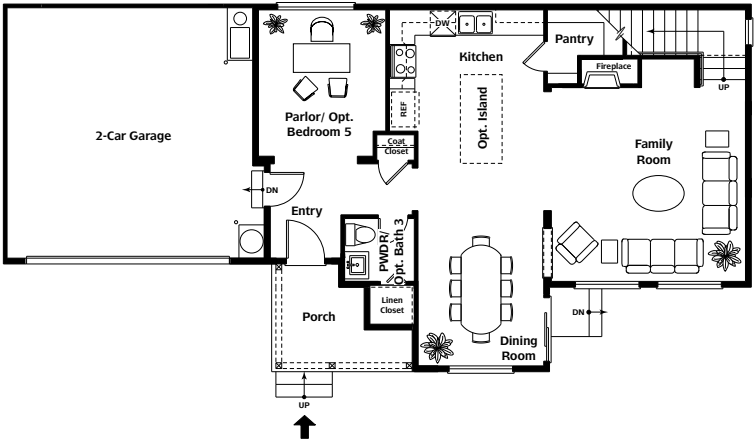 DW
Kitchen
Pantry
Fireplace
UP
REF
Opt. Island
Parlor/ Opt.
Bedroom 5
2-Car Garage
Coat
Closet
Family
Room
DN
Entry
PWDR/
Opt. Bath 3
Linen
Closet
Porch
DN
Dining
Room
UP